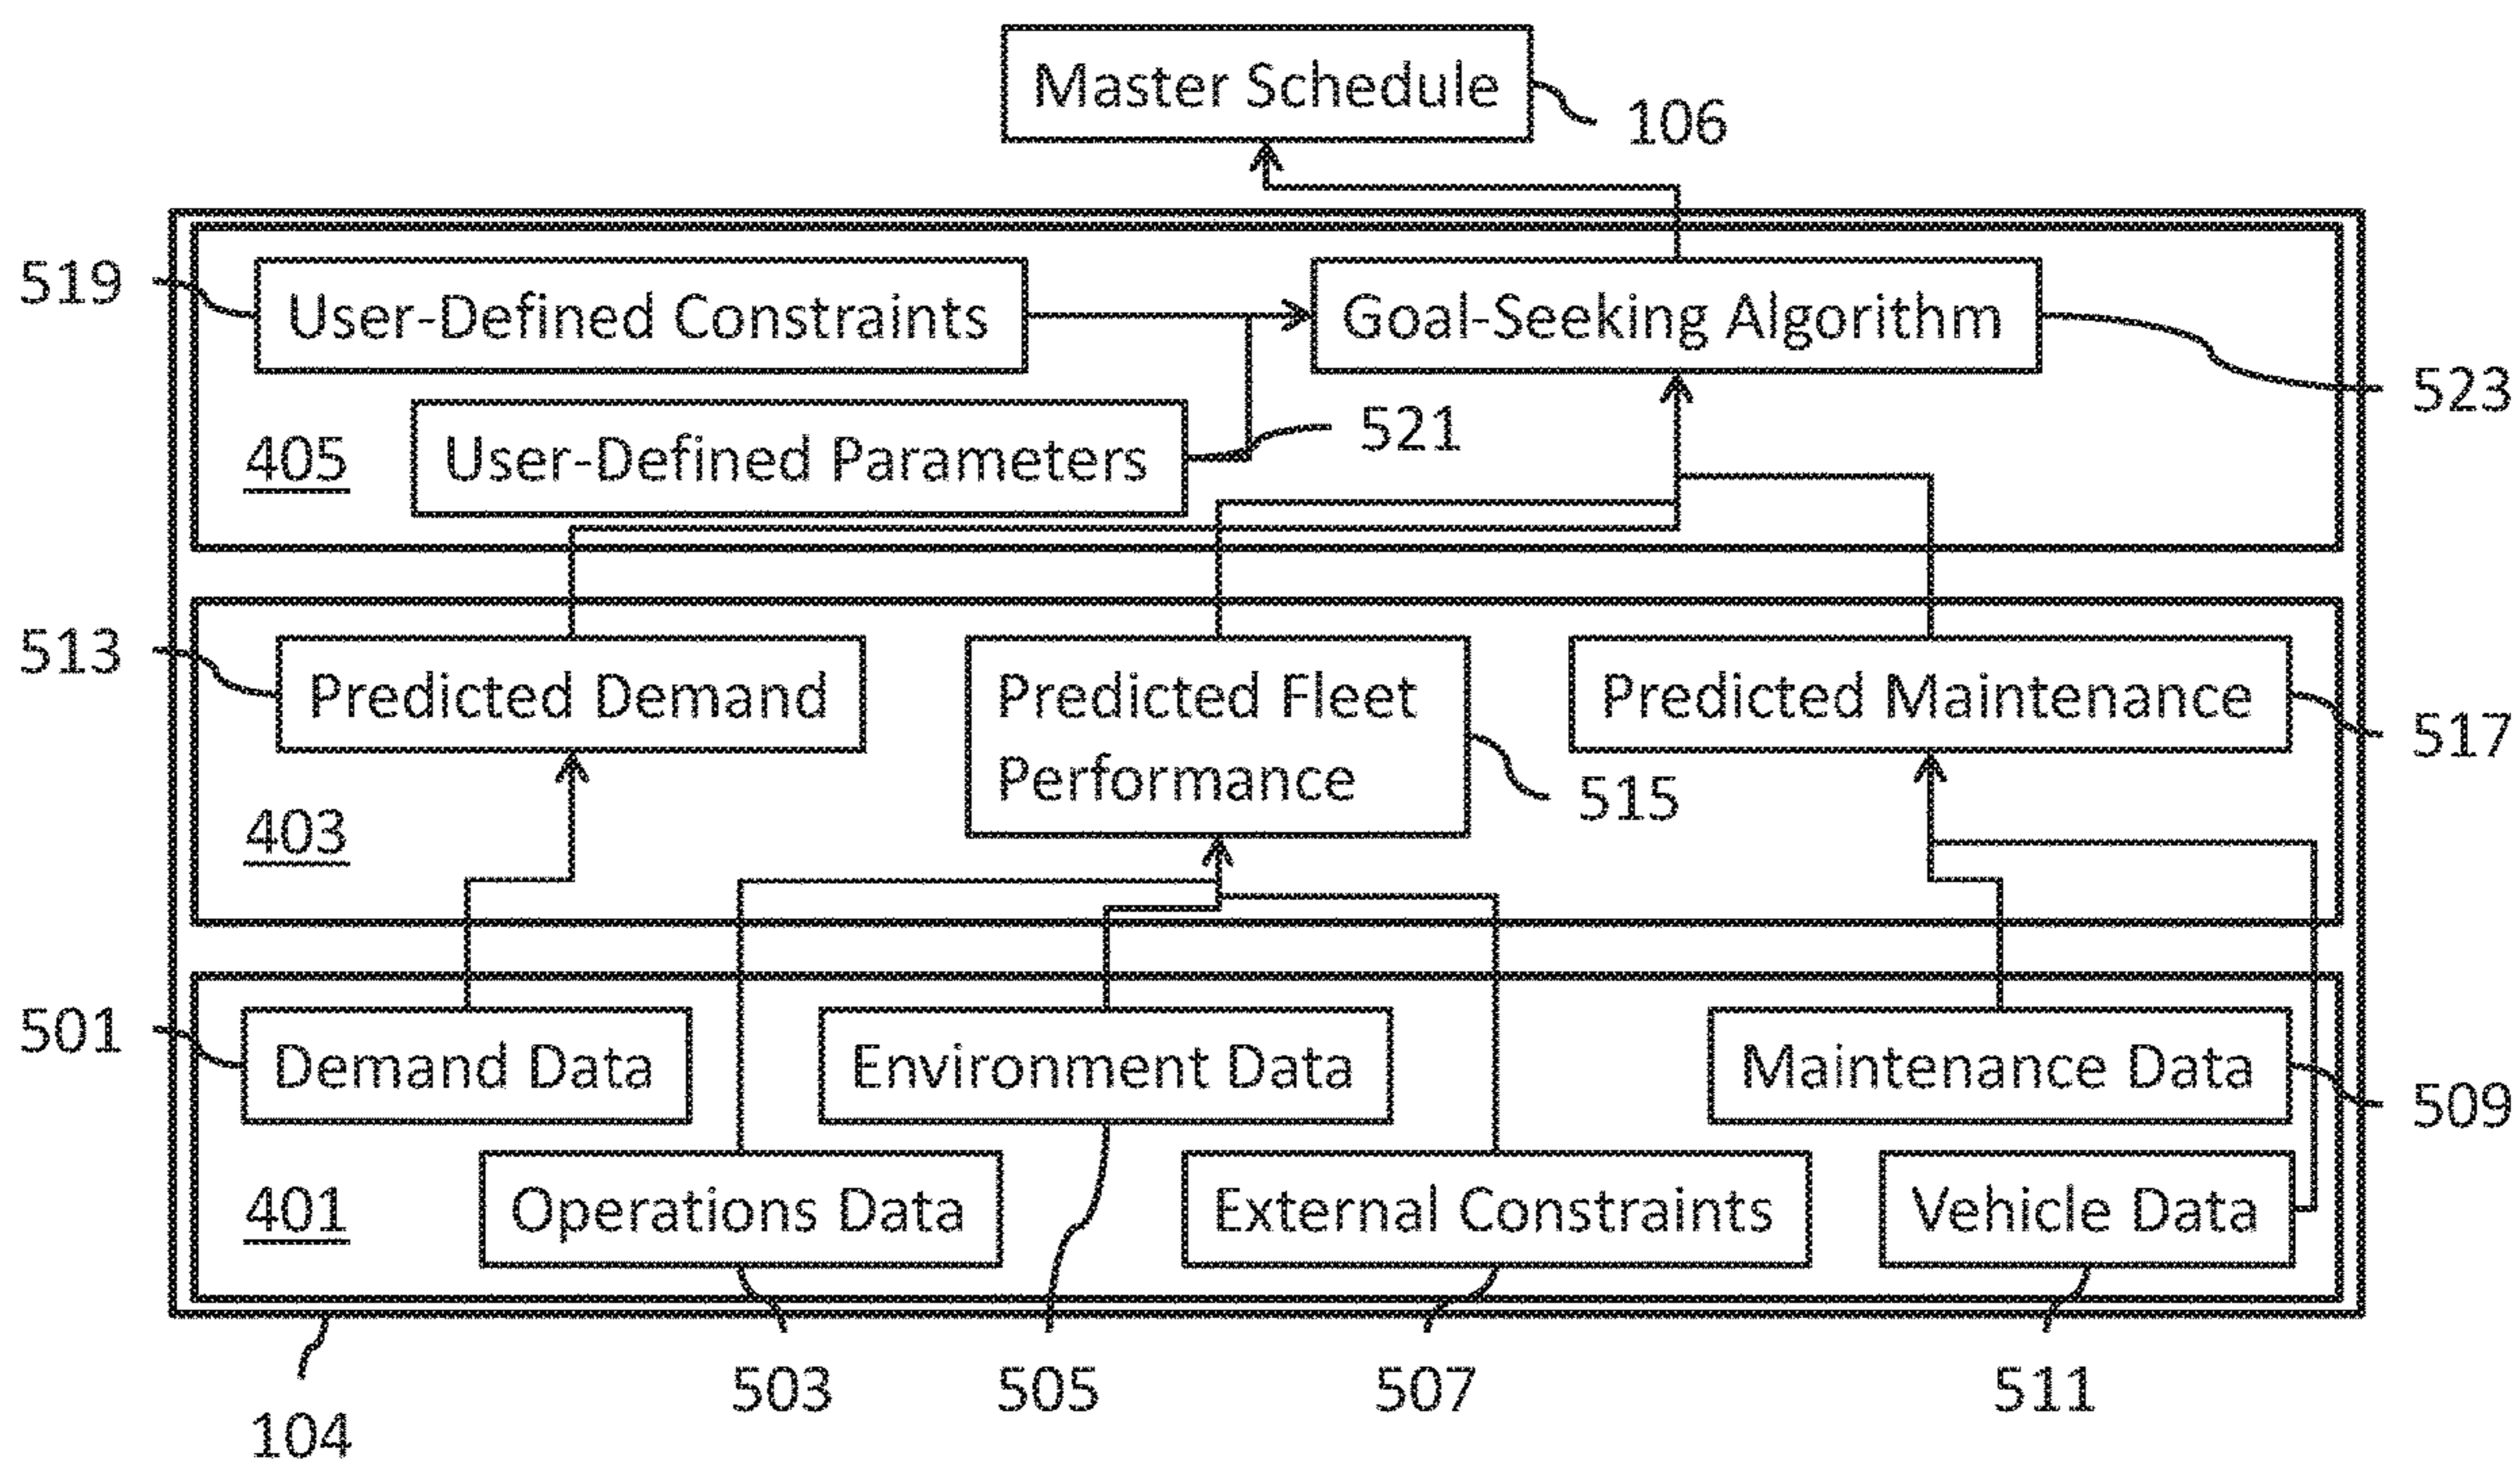 Master Schedule
106
519
User-Defined Constraints
Goal-Seeking Algorithm
523
405
User-Defined Parameters
521
513
Predicted Demand
Predicted Fleet
Performance
Predicted Maintenance
517
515
403
501
Demand Data
Environment Data
Maintenance Data
509
401
Operations Data
External Constraints
Vehicle Data
503
505
507
511
104